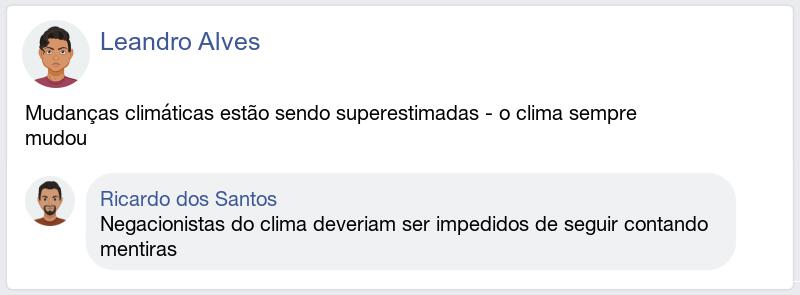 Leandro Alves
Mudanças climáticas estão sendo superestimadas - o clima sempre
mudou
Ricardo dos Santos
Negacionistas do clima deveriam ser impedidos de seguir contando
mentiras